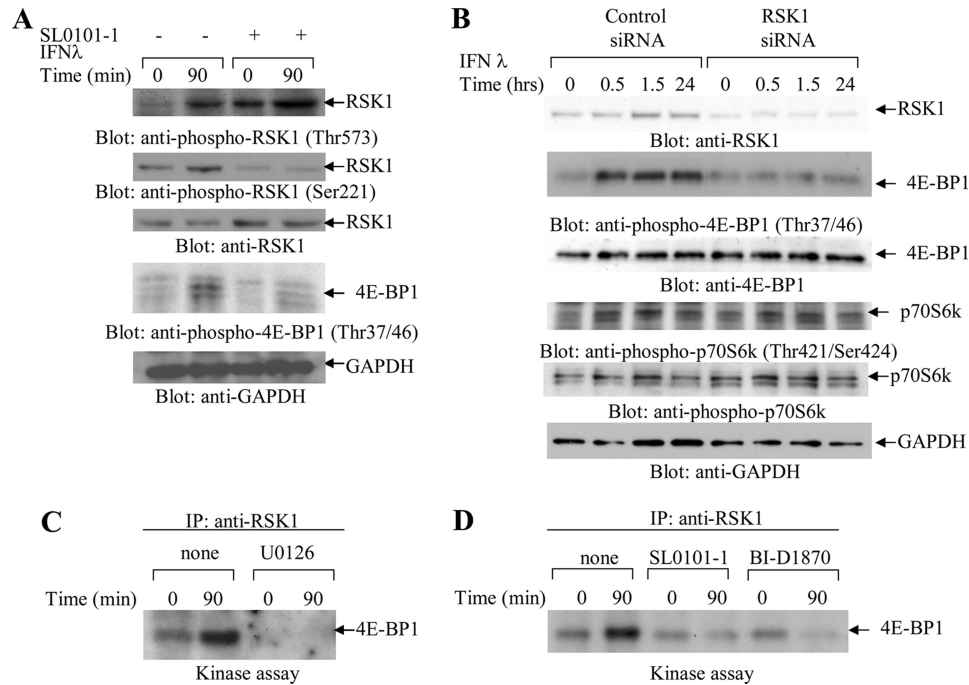 A
SL0101-1 - - + +
IFNλ
Time (min) 0 90 0 90
RSK1
Blot: anti-phospho-RSK1 (Thr573)
RSK1
Blot: anti-phospho-RSK1 (Ser221)
RSK1
Blot: anti-RSK1
4E-BP1
Blot: anti-phospho-4E-BP1 (Thr37/46)
GAPDH
Blot: anti-GAPDH
B
Control siRNA
RSK1 siRNA
IFN λ
Time (hrs) 0 0.5 1.5 24 0 0.5 1.5 24
RSK1
Blot: anti-RSK1
4E-BP1
Blot: anti-phospho-4E-BP1 (Thr37/46)
4E-BP1
Blot: anti-4E-BP1
p70S6k
Blot: anti-phospho-p70S6k (Thr421/Ser424)
p70S6k
Blot: anti-phospho-p70S6k
GAPDH
Blot: anti-GAPDH
C
IP: anti-RSK1
none U0126
Time (min) 0 90 0 90
4E-BP1
Kinase assay
D
IP: anti-RSK1
none SL0101-1 BI-D1870
Time (min) 0 90 0 90 0 90
4E-BP1
Kinase assay